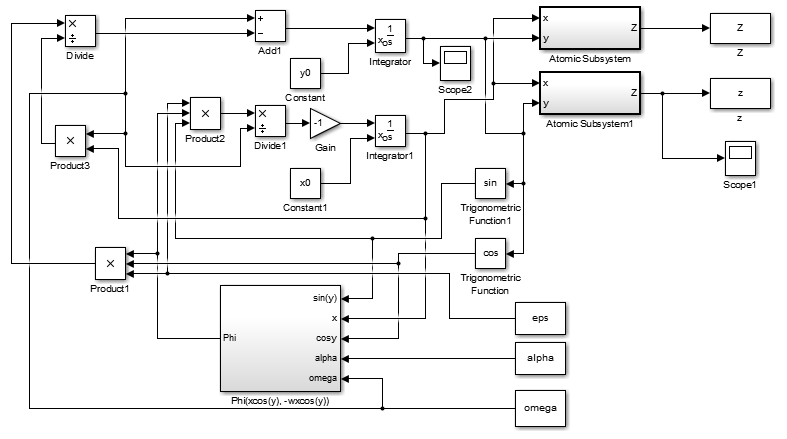 ×
÷
Divide
+
−
Add1
1
s
xo
Integrator
y0
Constant
Scope2
x
y
Z
Atomic Subsystem
Z
Z
x
y
Z
Atomic Subsystem1
z
z
Scope1
×
Product3
×
Product2
×
÷
Divide1
-1
Gain
1
s
xo
Integrator1
x0
Constant1
sin
Trigonometric
Function1
cos
Trigonometric
Function
×
Product1
sin(y)
x
cosy
alpha
omega
Phi
Phi(xcos(y), -wxcos(y))
eps
alpha
omega